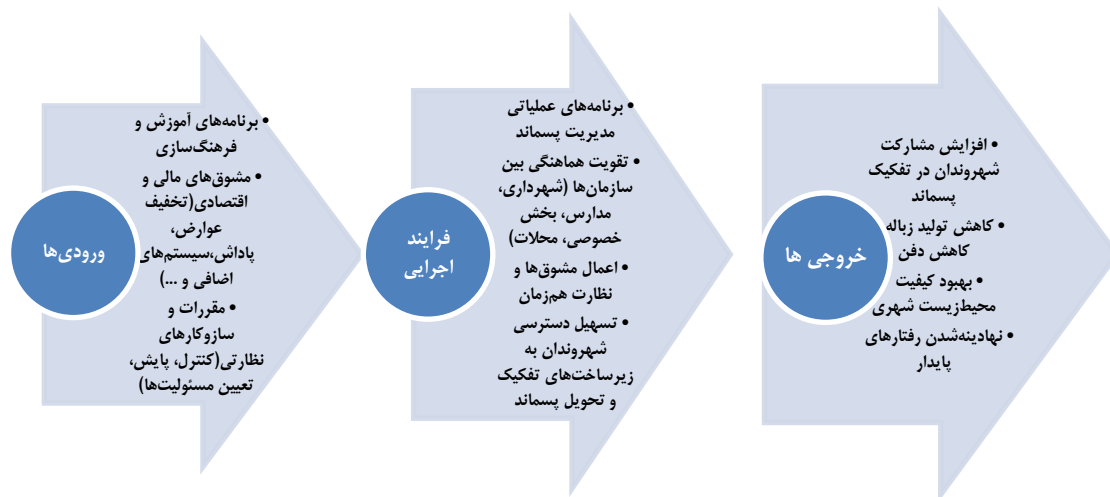 ورودی‌ها
• برنامه‌های آموزش و
فرهنگ‌سازی
• مشوق‌های مالی و
اقتصادی(تخفیف
عوارض،
پاداش،سیستم‌های
اضافی و ...)
• مقررات و
سازوکارهای
نظارتی(کنترل، پایش،
تعیین مسئولیت‌ها)
فرایند
اجرایی
• برنامه‌های عملیاتی
مدیریت پسماند
• تقویت هماهنگی بین
سازمان‌ها (شهرداری،
مدارس، بخش
خصوصی، محلات)
• اعمال مشوق‌ها و
نظارت هم‌زمان
• تسهیل دسترسی
شهروندان به
زیرساخت‌های تفکیک
و تحویل پسماند
خروجی ها
• افزایش مشارکت
شهروندان در تفکیک
پسماند
• کاهش تولید زباله
کاهش دفن
• بهبود کیفیت
محیط‌زیست شهری
• نهادینه‌شدن رفتارهای
پایدار